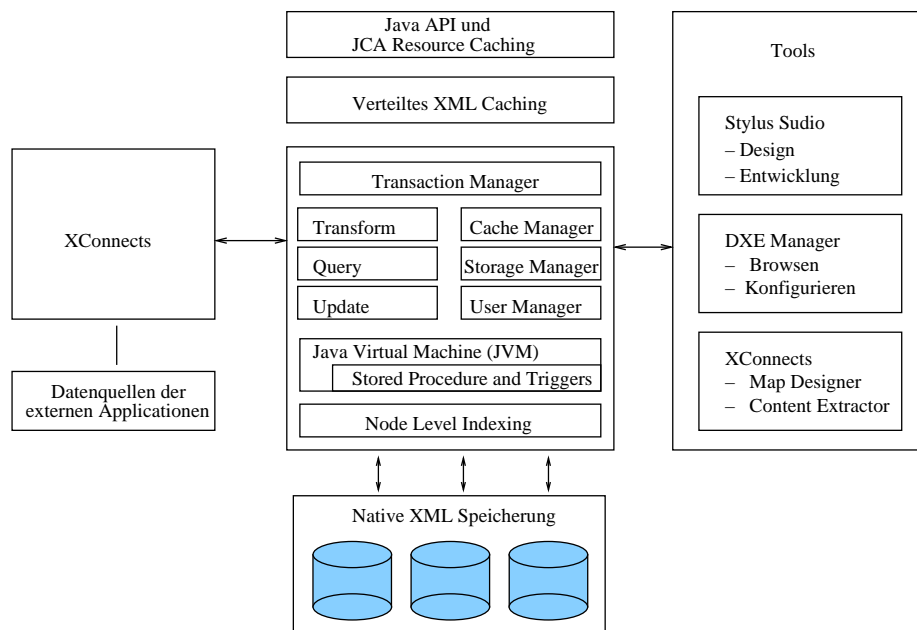 Java API und
JCA Resource Caching
Verteiltes XML Caching
XConnects
Datenquellen der
externen Applicationen
Transaction Manager
Transform
Cache Manager
Query
Storage Manager
Update
User Manager
Java Virtual Machine (JVM)
Stored Procedure and Triggers
Node Level Indexing
Native XML Speicherung
Tools
Stylus Sudio
– Design
– Entwicklung
DXE Manager
– Browsen
– Konfigurieren
XConnects
– Map Designer
– Content Extractor